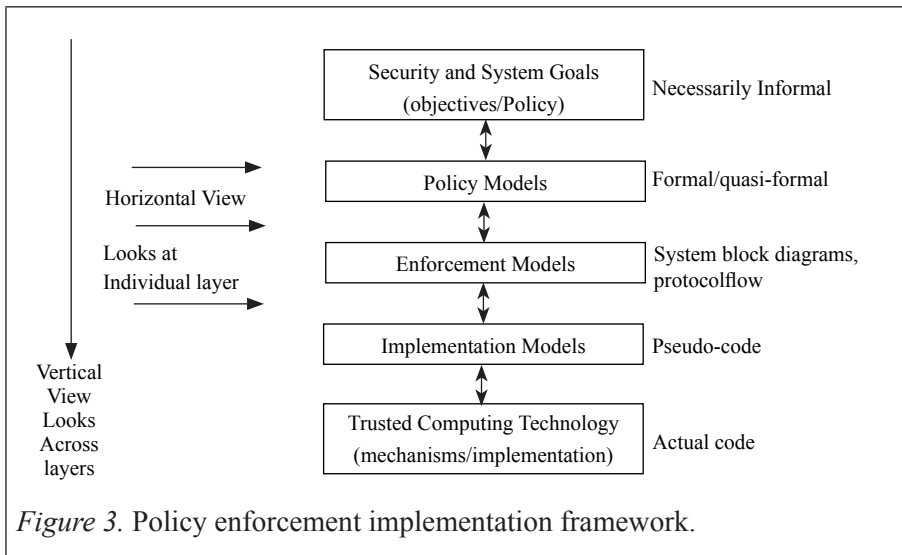 Security and System Goals
(objectives/Policy)
Necessarily Informal
Policy Models
Formal/quasi-formal
Horizontal View
Looks at
Individual layer
Enforcement Models
System block diagrams,
protocolflow
Implementation Models
Pseudo-code
Vertical
View
Looks
Across
layers
Trusted Computing Technology
(mechanisms/implementation)
Actual code
Figure 3. Policy enforcement implementation framework.